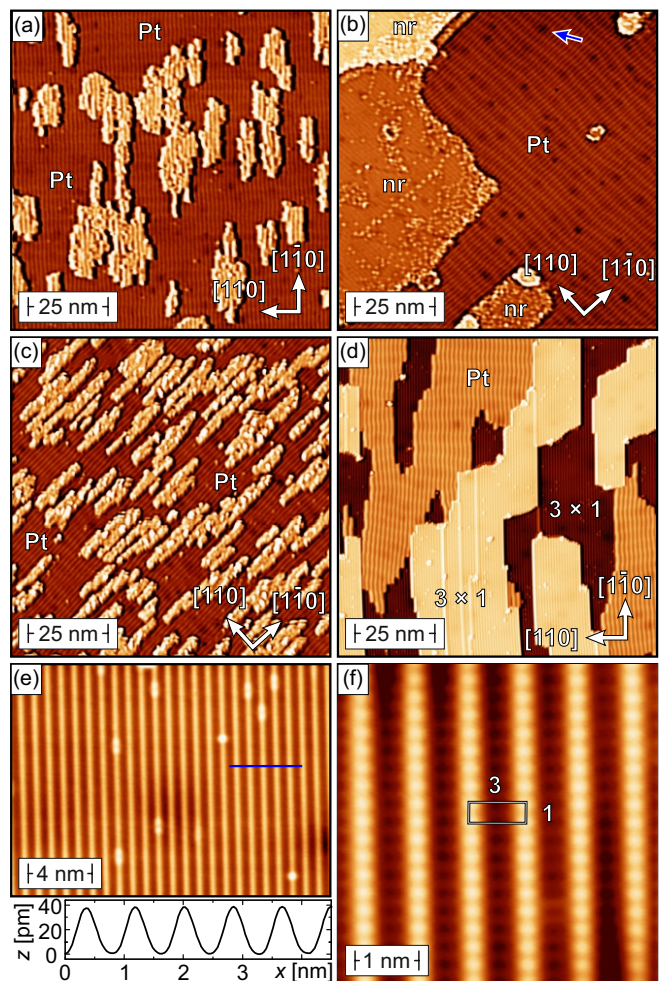 (a)
Pt
Pt
[11̅0]
[110]
25 nm
(b)
nr
Pt
nr
nr
[110]
[11̅0]
25 nm
(c)
Pt
Pt
[110]
[11̅0]
25 nm
(d)
Pt
3 × 1
3 × 1
[11̅0]
[110]
25 nm
(e)
4 nm
40
20
0
z [pm]
0 1 2 3 x [nm]
(f)
3
1
1 nm